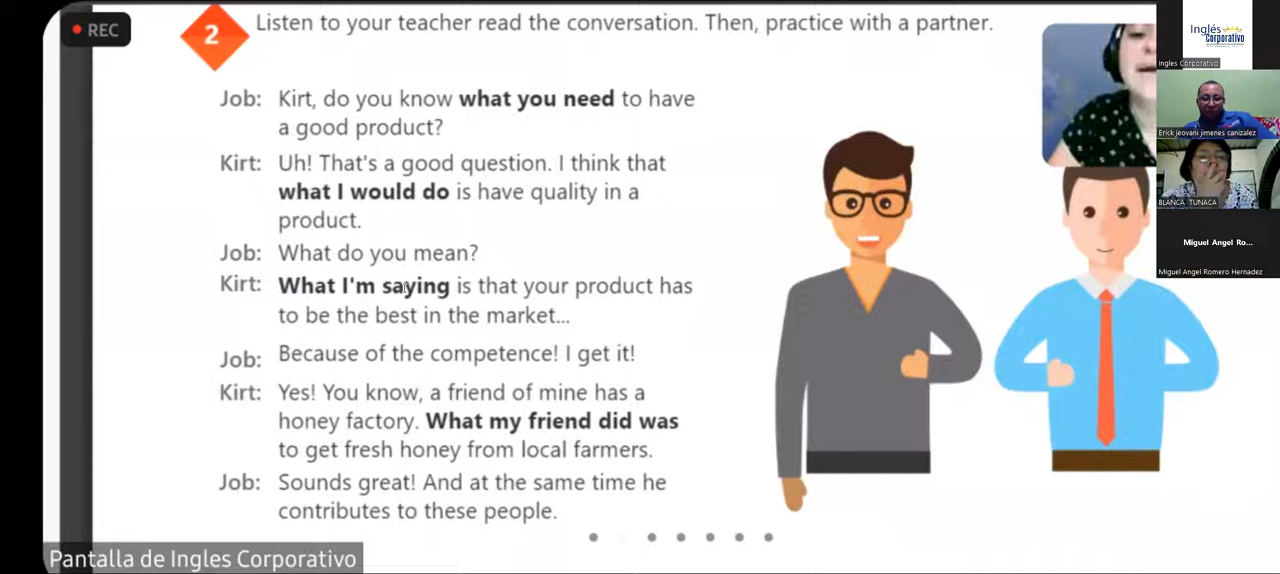 REC
2
Listen to your teacher read the conversation. Then, practice with a partner.
Job: Kirt, do you know what you need to have
a good product?
Kirt: Uh! That's a good question. I think that
what I would do is have quality in a
product.
Job: What do you mean?
Kirt: What I'm saying is that your product has
to be the best in the market...
Job: Because of the competence! I get it!
Kirt: Yes! You know, a friend of mine has a
honey factory. What my friend did was
to get fresh honey from local farmers.
Job: Sounds great! And at the same time he
contributes to these people.
Pantalla de Ingles Corporativo
Inglés
Corporativo
Ingles Corporativo
Erick jeovani jimenes canizalez
BLANCA TUNACA
Miguel Angel Ro...
Miguel Angel Romero Hernadez